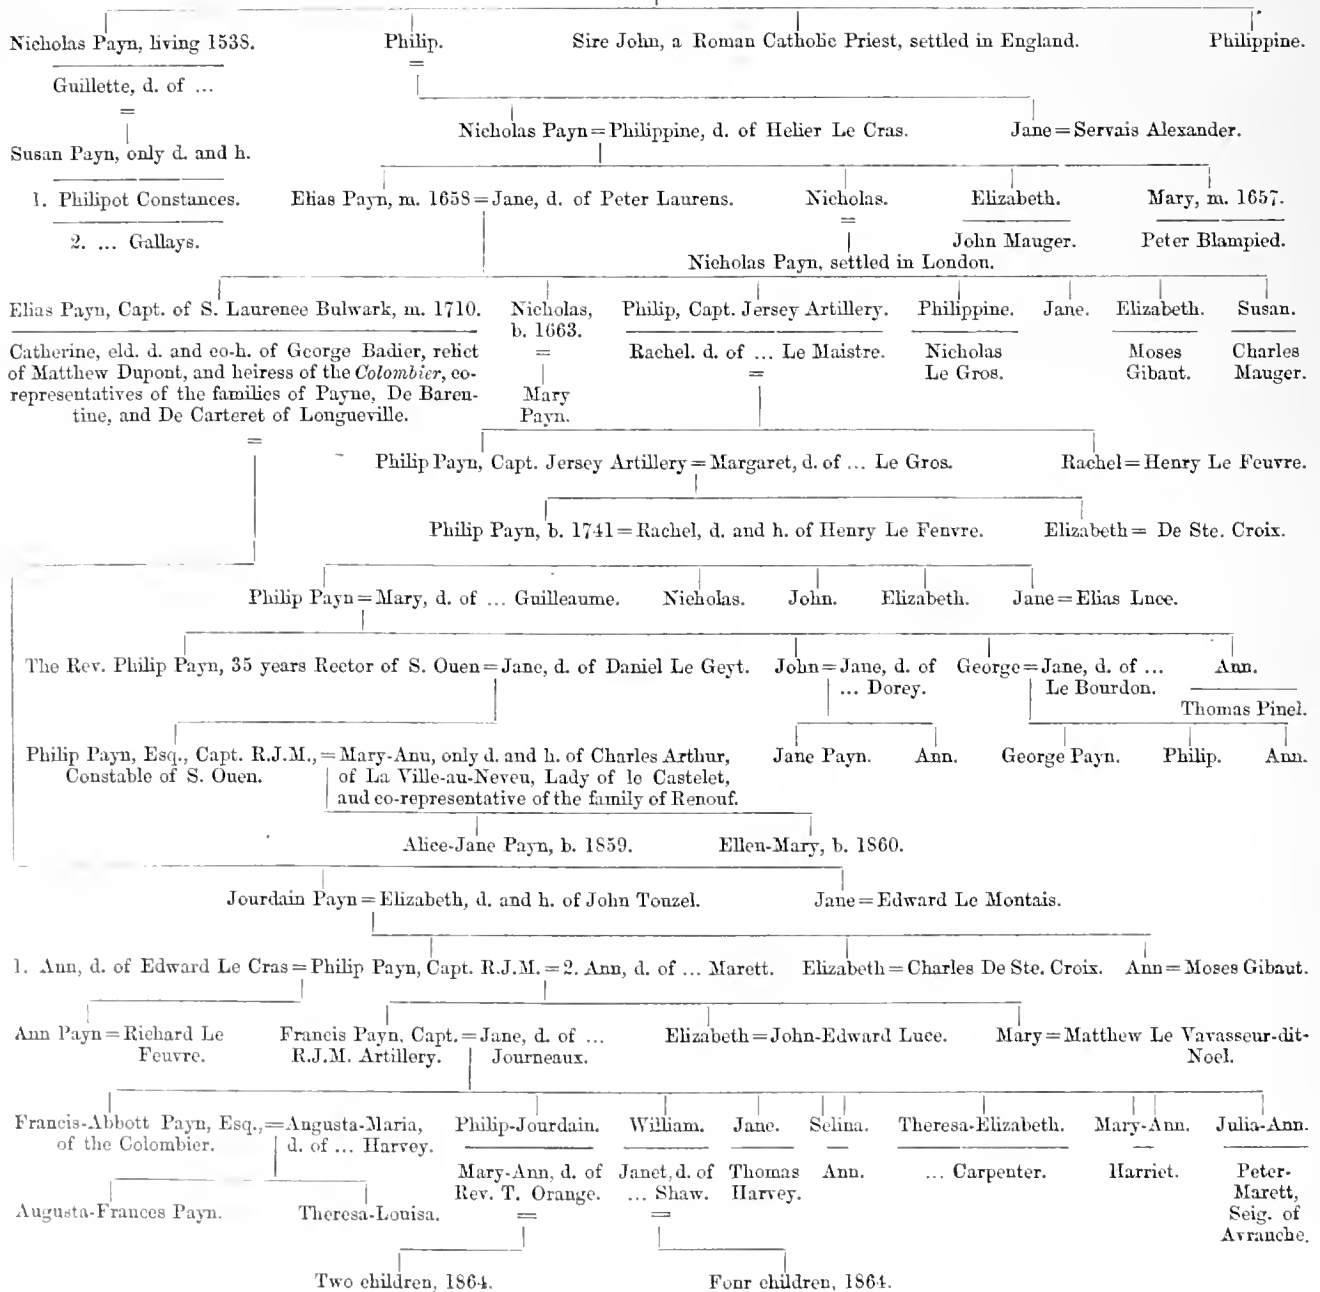 Nicholas Payn, living 1538. Philip. Sire John, a Roman Catholic Priest, settled in England. Philippine.
=
Guillette, d. of ...
=
Nicholas Payn=Philippine, d. of Helier Le Cras. Jane=Servais Alexander.
Susan Payn, only d. and h.
1. Philipot Constances. Elias Payn, m. 1658=Jane, d. of Peter Laurens. Nicholas. Elizabeth. Mary, m. 1657.
=
2. ... Gallays. John Mauger. Peter Blampied.
Nicholas Payn, settled in London.
Elias Payn, Capt. of S. Laurence Bulwark, m. 1710. Nicholas, Philip, Capt. Jersey Artillery. Philippine. Jane. Elizabeth. Susan.
b. 1663.
Catherine, eld. d. and co-h. of George Badier, relict = Rachel. d. of ... Le Maistre. Nicholas Moses Charles
of Matthew Dupont, and heiress of the Colombier, co- = Le Gros. Gibaut. Mauger.
representatives of the families of Payne, De Baren- Mary
tine, and De Carteret of Longueville. Payn.
=
Philip Payn, Capt. Jersey Artillery=Margaret, d. of ... Le Gros. Rachel=Henry Le Feuvre.
Philip Payn, b. 1741=Rachel, d. and h. of Henry Le Fenvre. Elizabeth= De Ste. Croix.
Philip Payn=Mary, d. of ... Guilleaume. Nicholas. John. Elizabeth. Jane=Elias Luce.
The Rev. Philip Payn, 35 years Rector of S. Ouen=Jane, d. of Daniel Le Geyt. John=Jane, d. of George=Jane, d. of ... Ann.
... Dorey. Le Bourdon.
Thomas Pinel.
Philip Payn, Esq., Capt. R.J.M.,=Mary-Ann, only d. and h. of Charles Arthur, Jane Payn. Ann. George Payn. Philip. Ann.
Constable of S. Ouen. of La Ville-au-Neveu, Lady of le Castelet,
and co-representative of the family of Renouf.
Alice-Jane Payn, b. 1859. Ellen-Mary, b. 1860.
Jourdain Payn=Elizabeth, d. and h. of John Touzel. Jane=Edward Le Montais.
1. Ann, d. of Edward Le Cras=Philip Payn, Capt. R.J.M.=2. Ann, d. of ... Marett. Elizabeth=Charles De Ste. Croix. Ann=Moses Gibaut.
Ann Payn=Richard Le Francis Payn, Capt.=Jane, d. of ... Elizabeth=John-Edward Luce. Mary=Matthew Le Vavasseur-dit-
Feuvre. R.J.M. Artillery. Journeaux. Noel.
Francis-Abbott Payn, Esq.,=Augusta-Maria, Philip-Jourdain. William. Jane. Selina. Theresa-Elizabeth. Mary-Ann. Julia-Ann.
of the Colombier. d. of ... Harvey.
Mary-Ann, d. of Janet, d. of Thomas Ann. ... Carpenter. Harriet. Peter-
Rev. T. Orange. ... Shaw. Harvey. Marett,
Augusta-Frances Payn. Theresa-Louisa. = = Seig. of
Avranche.
Two children, 1864. Four children, 1864.